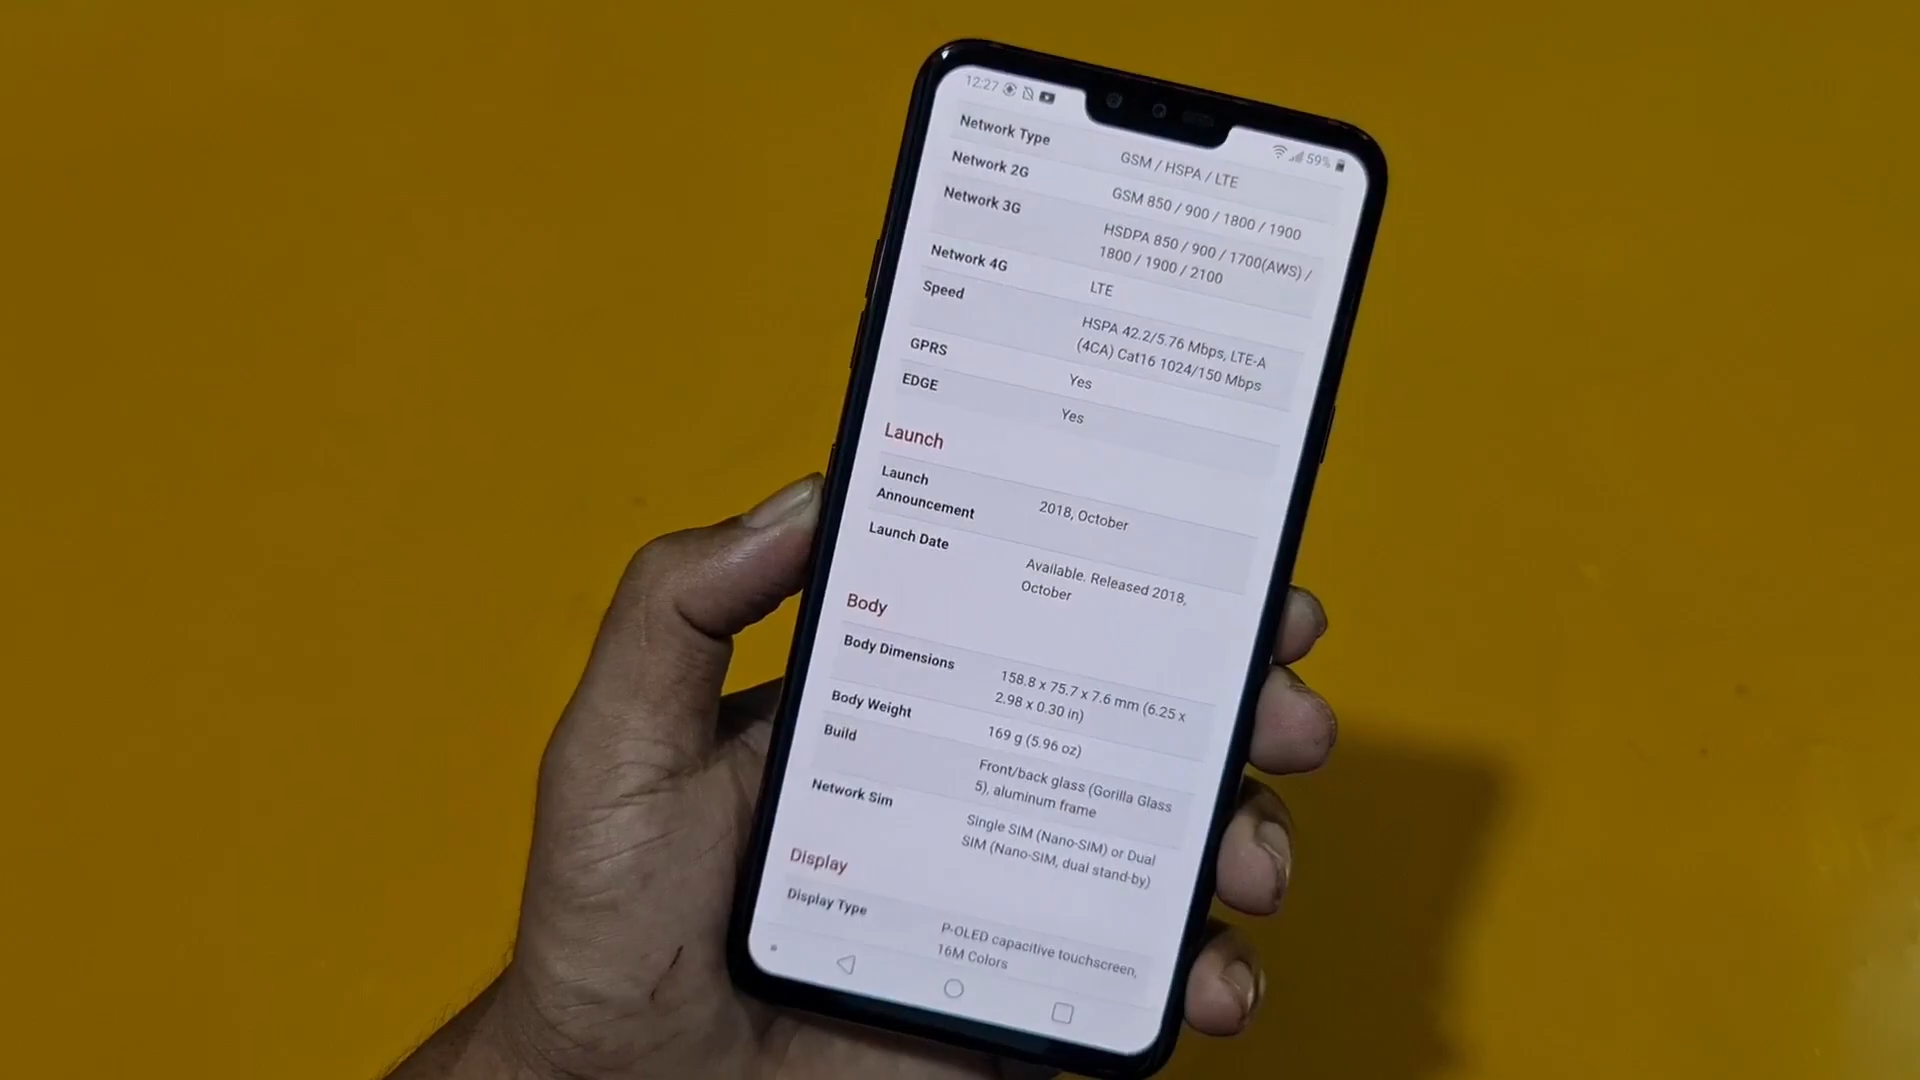 12:27
59%
Network Type
GSM / HSPA / LTE
Network 2G
GSM 850 / 900 / 1800 / 1900
Network 3G
HSDPA 850 / 900 / 1700(AWS) /
1800 / 1900 / 2100
Network 4G
LTE
Speed
HSPA 42.2/5.76 Mbps, LTE-A
(4CA) Cat16 1024/150 Mbps
GPRS
Yes
EDGE
Yes
Launch
Launch
Announcement
2018, October
Launch Date
Available. Released 2018,
October
Body
Body Dimensions
158.8 x 75.7 x 7.6 mm (6.25 x
2.98 x 0.30 in)
Body Weight
169 g (5.96 oz)
Build
Front/back glass (Gorilla Glass
5), aluminum frame
Network Sim
Single SIM (Nano-SIM) or Dual
SIM (Nano-SIM, dual stand-by)
Display
Display Type
P-OLED capacitive touchscreen,
16M Colors